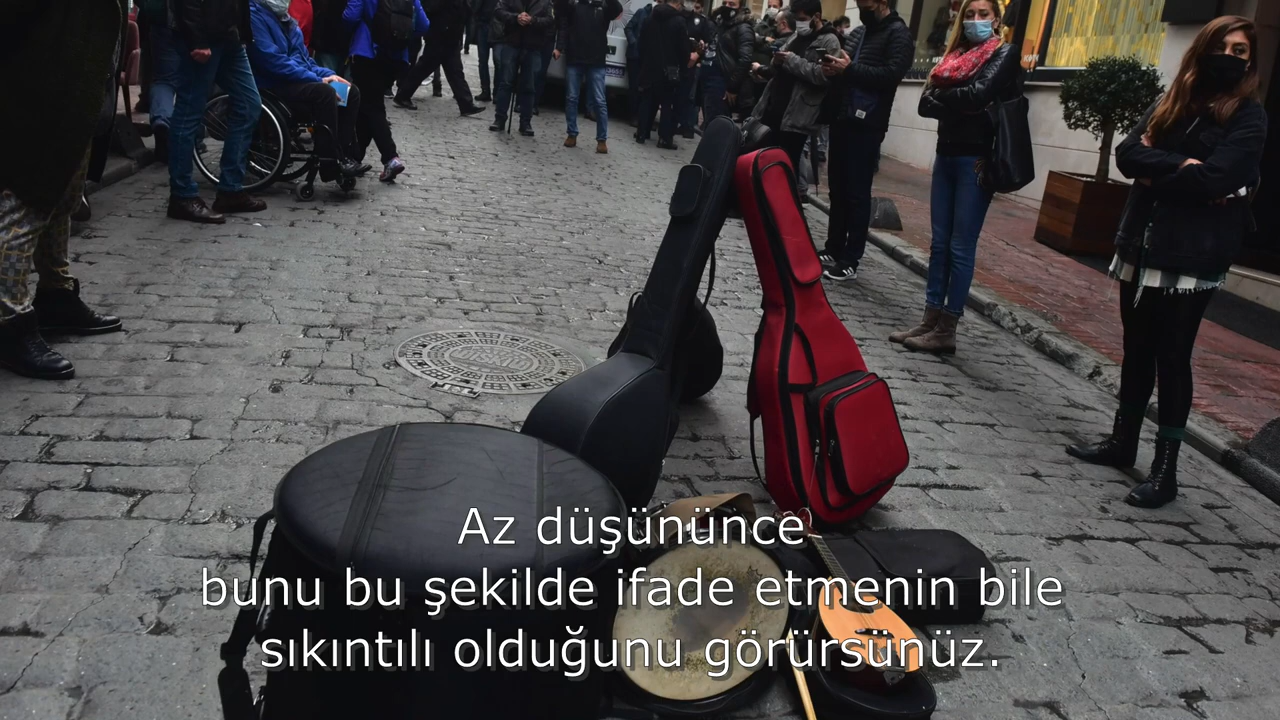 Az düşününce
bunu bu şekilde ifade etmenin bile
sıkıntılı olduğunu görürsünüz.